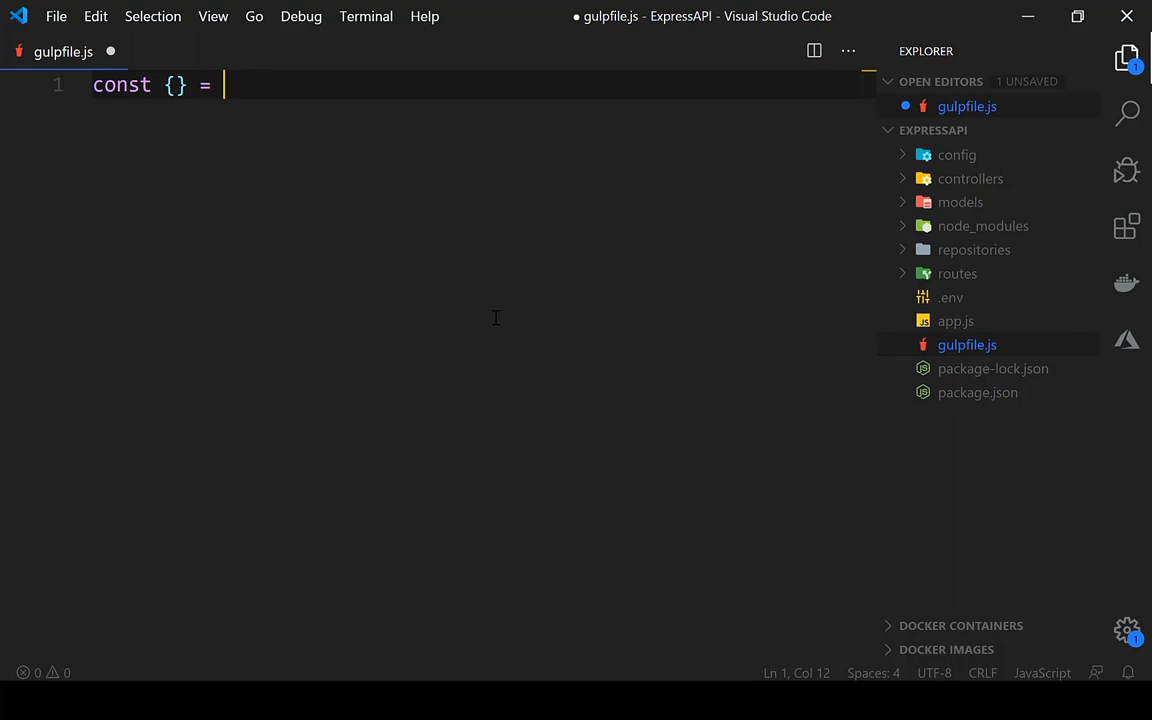 File Edit Selection View Go Debug Terminal Help
● gulpfile.js - ExpressAPI - Visual Studio Code
gulpfile.js
1 const {} =
EXPLORER
OPEN EDITORS 1 UNSAVED
gulpfile.js
EXPRESSAPI
config
controllers
models
node_modules
repositories
routes
.env
JS app.js
gulpfile.js
package-lock.json
package.json
DOCKER CONTAINERS
DOCKER IMAGES
1
1
0 0
Ln 1, Col 12 Spaces: 4 UTF-8 CRLF JavaScript